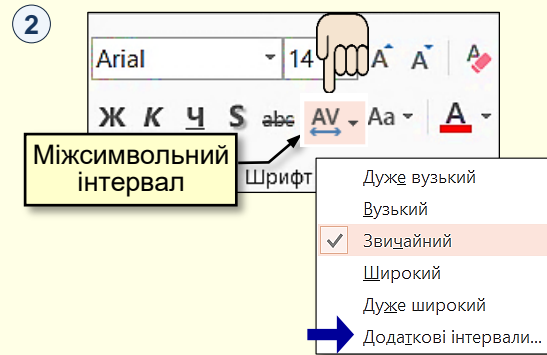 2
Arial 14 A A A
Ж К Ч S abc AV Aa A
Міжсимвольний
інтервал
Шрифт
Дуже вузький
Вузький
Звичайний
Широкий
Дуже широкий
Додаткові інтервали...